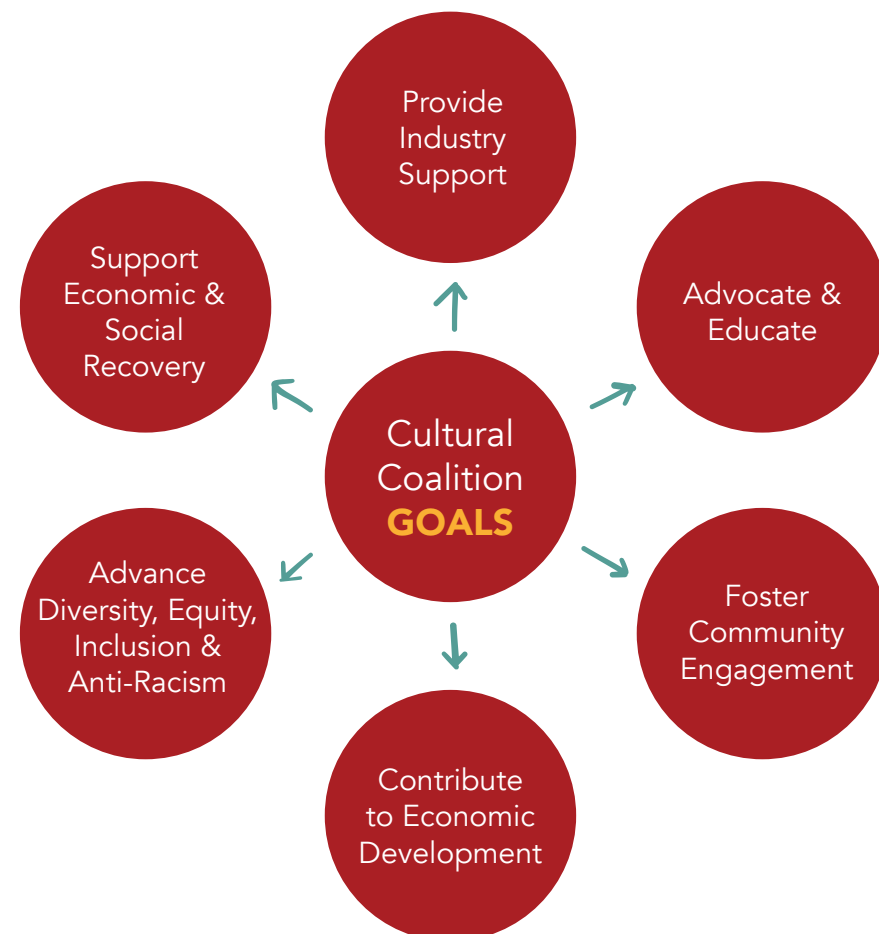 Provide
Industry
Support
Support
Economic &
Social
Recovery
Advocate &
Educate
Cultural
Coalition
GOALS
Advance
Diversity, Equity,
Inclusion &
Anti-Racism
Foster
Community
Engagement
Contribute
to Economic
Development